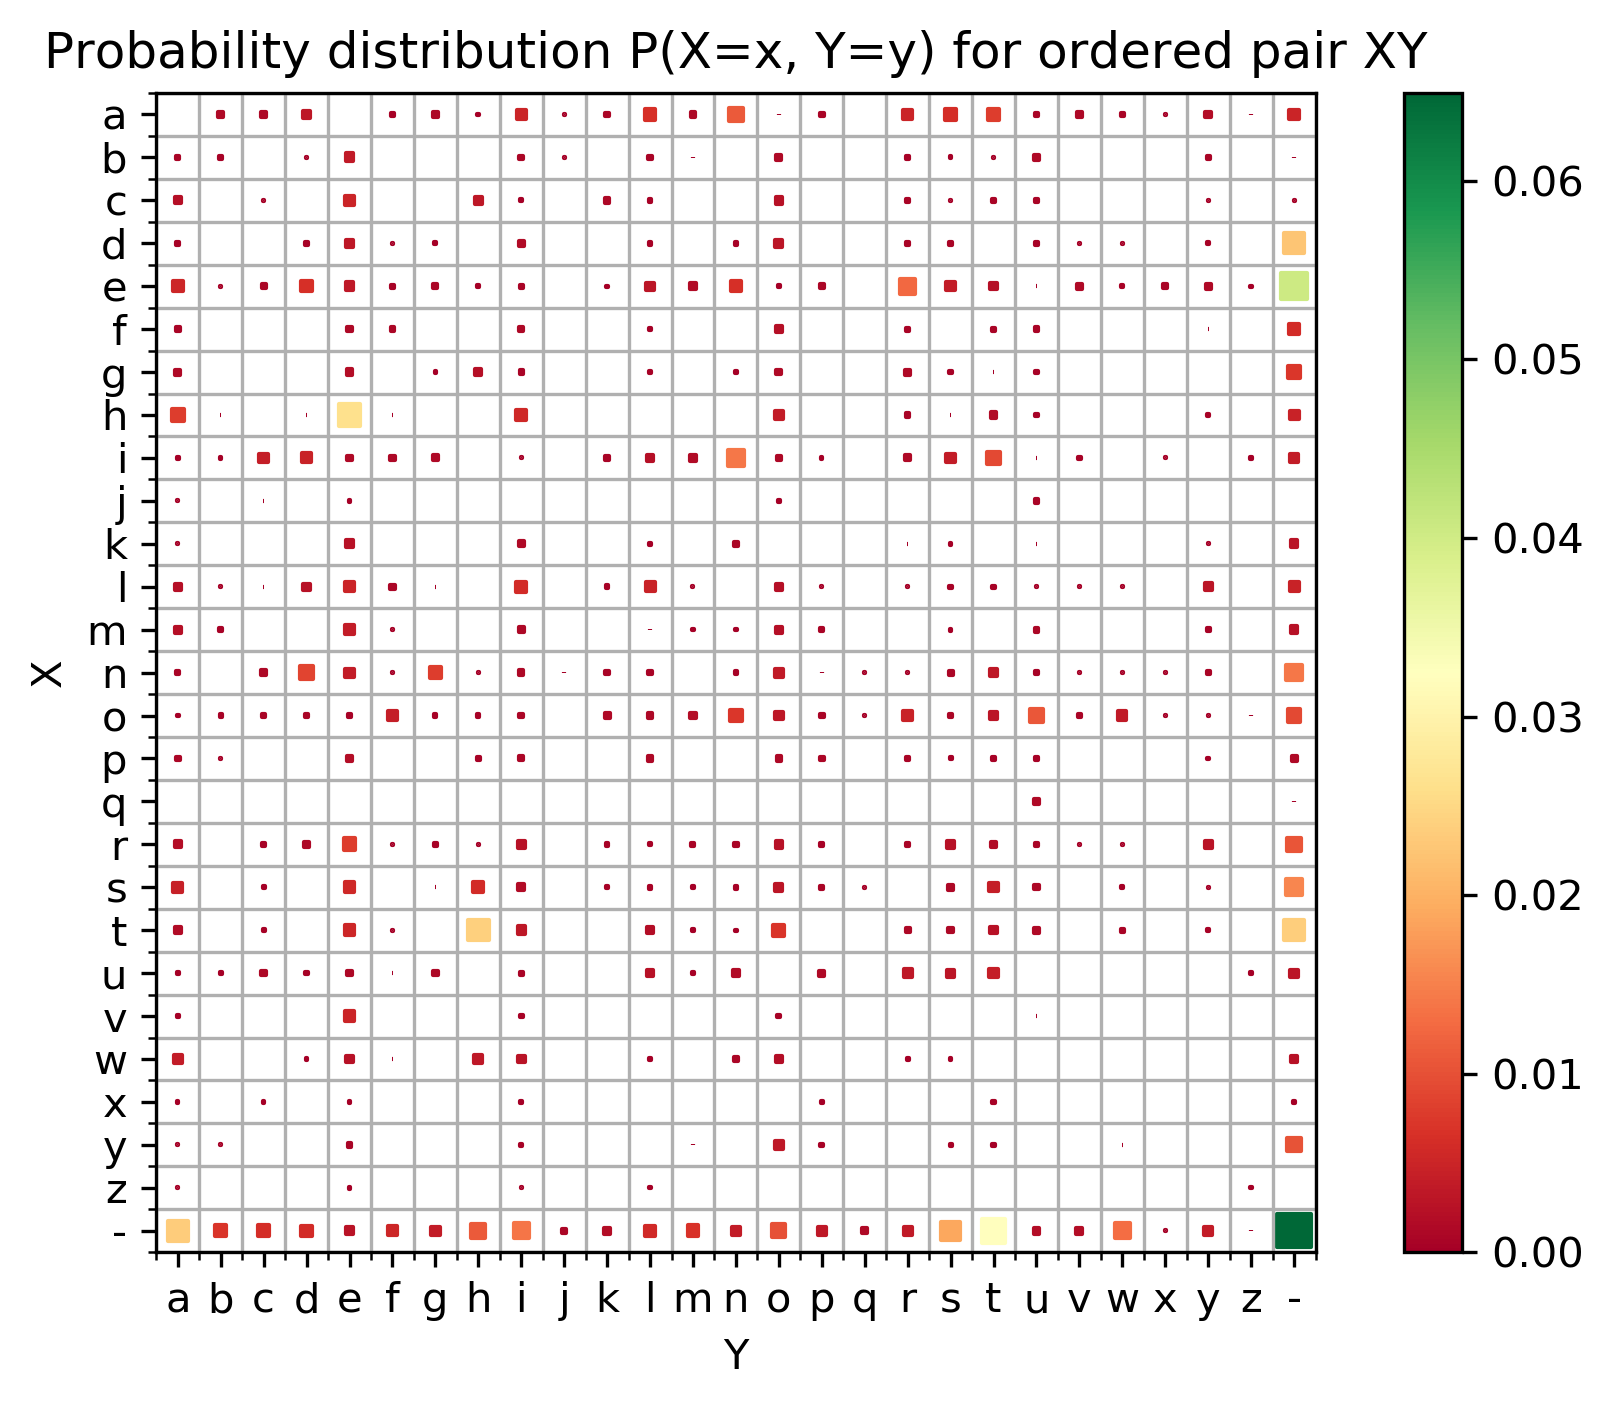 Probability distribution P(X=x, Y=y) for ordered pair XY
a
b
c
d
e
f
g
h
i
j
k
l
m
n
o
p
q
r
s
t
u
v
w
x
y
z
-
X
a b c d e f g h i j k l m n o p q r s t u v w x y z -
Y
0.06
0.05
0.04
0.03
0.02
0.01
0.00